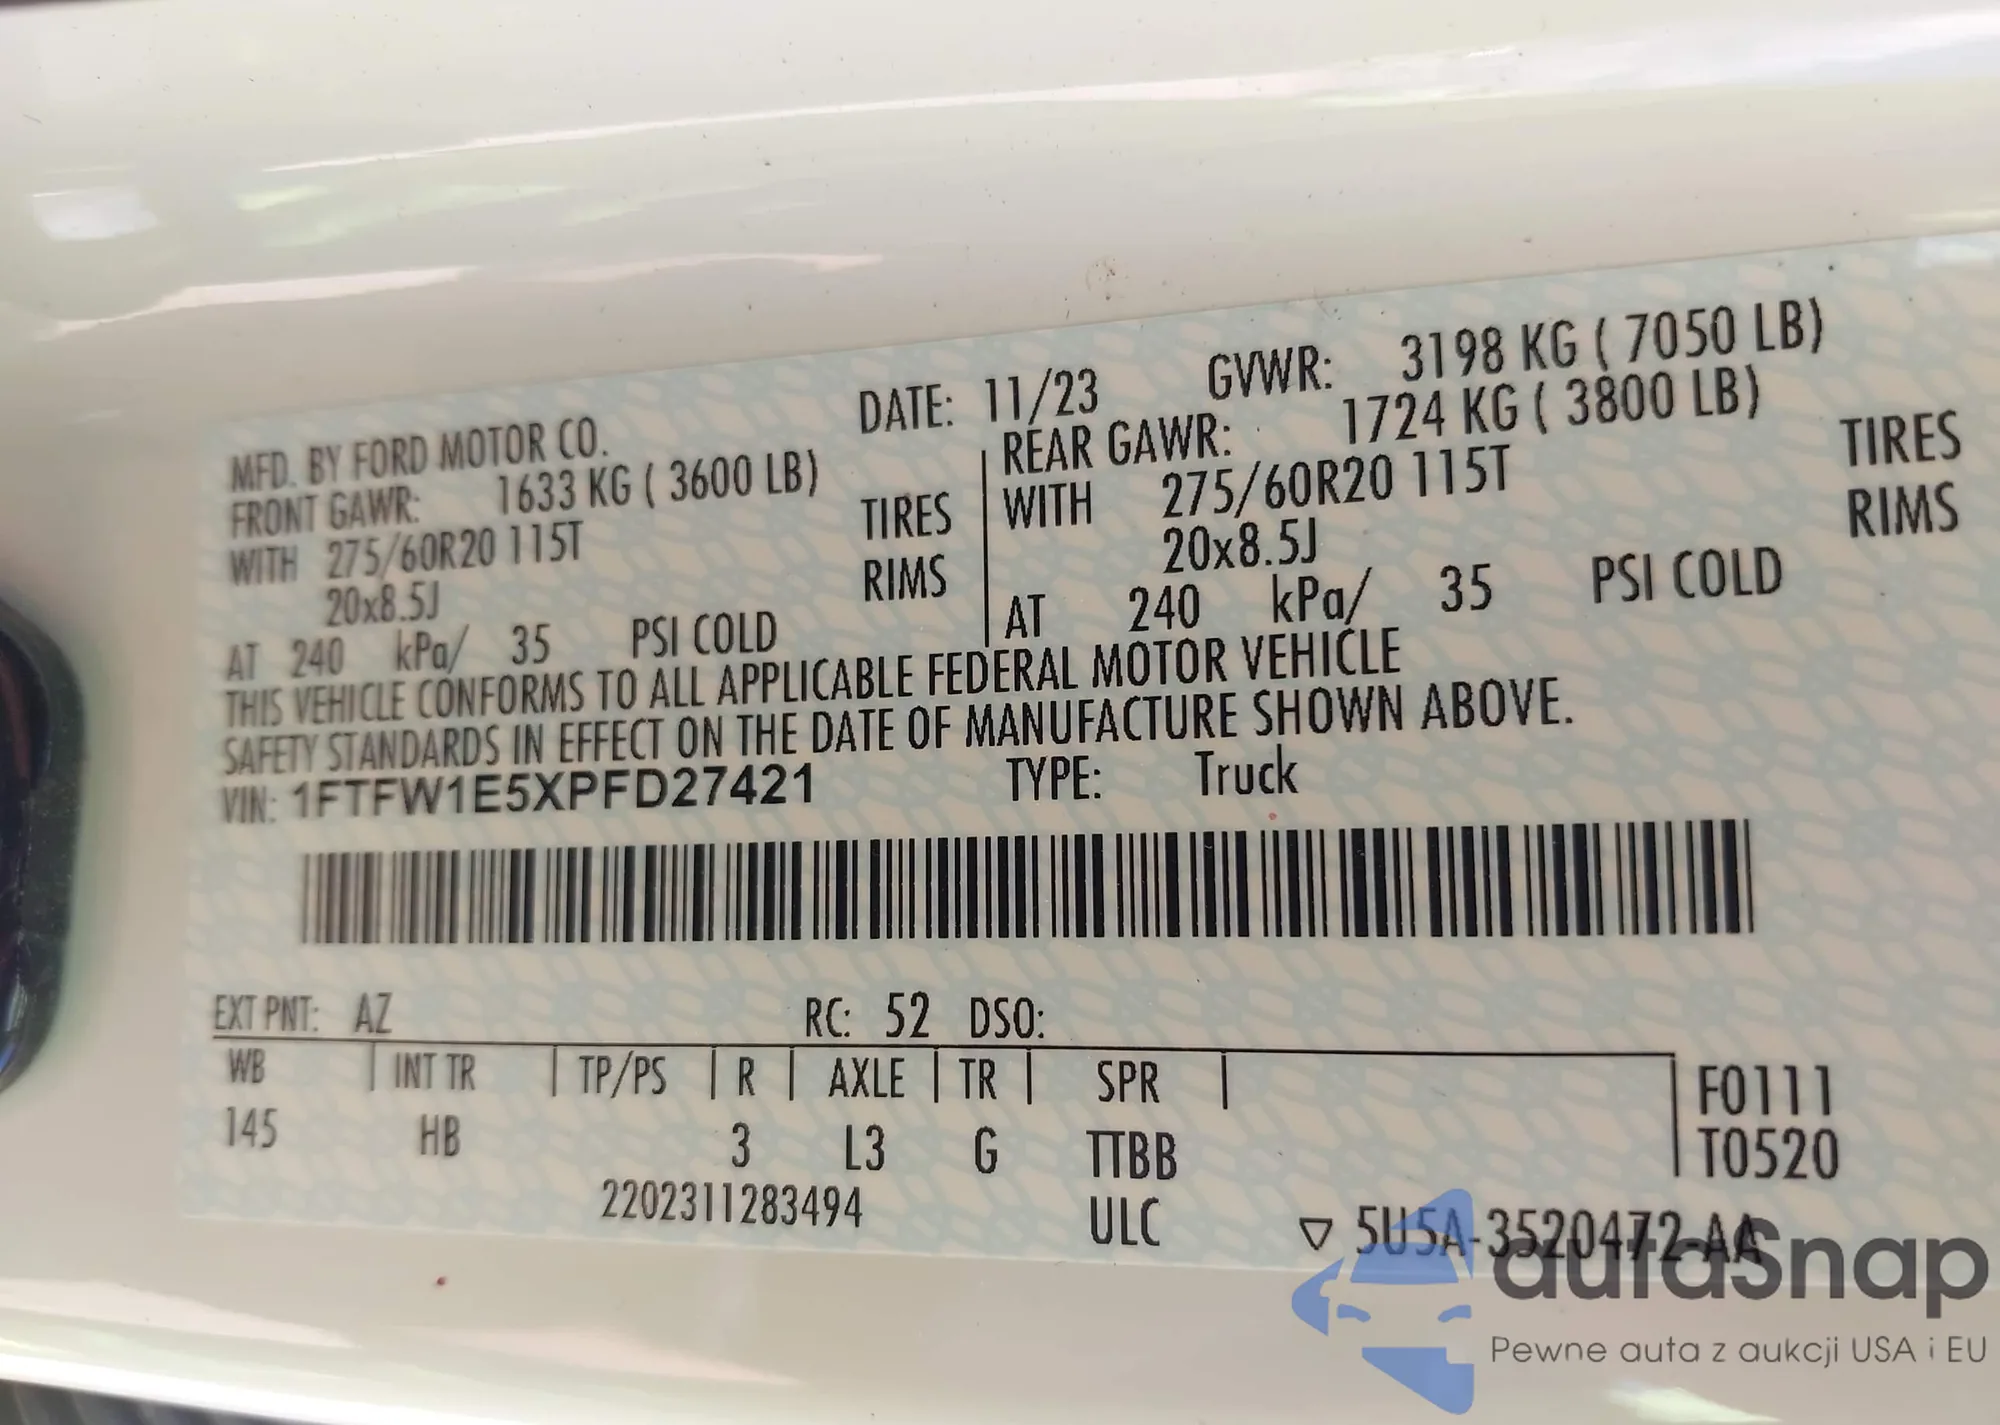 MFD. BY FORD MOTOR CO. DATE: 11/23 GVWR: 3198 KG ( 7050 LB)
FRONT GAWR: 1633 KG ( 3600 LB)
WITH 275/60R20 115T TIRES
20x8.5J RIMS
AT 240 kPa/ 35 PSI COLD
REAR GAWR: 1724 KG ( 3800 LB)
WITH 275/60R20 115T TIRES
20x8.5J RIMS
AT 240 kPa/ 35 PSI COLD
THIS VEHICLE CONFORMS TO ALL APPLICABLE FEDERAL MOTOR VEHICLE
SAFETY STANDARDS IN EFFECT ON THE DATE OF MANUFACTURE SHOWN ABOVE.
VIN: 1FTFW1E5XPFD27421 TYPE: Truck
EXT PNT: AZ RC: 52 DSO:
WB INT TR TP/PS R AXLE TR SPR F0111
145 HB 3 L3 G TTBB T0520
2202311283494 ULC ▽ 5U5A-3520472-AA
autoSnap
Pewne auta z aukcji USA i EU